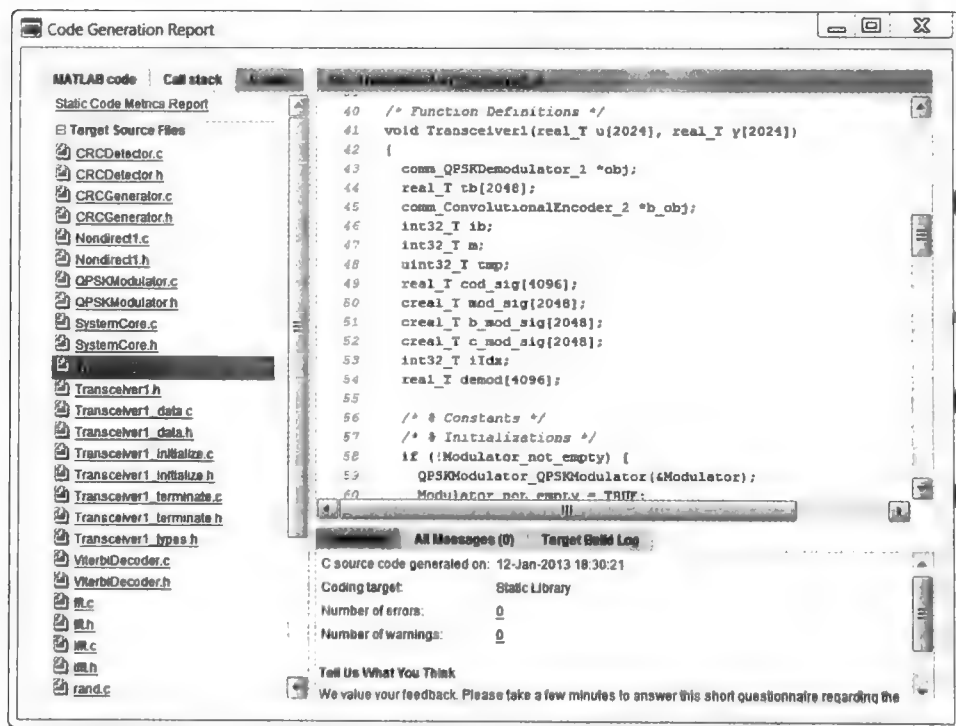 Code Generation Report
MATLAB code Call stack
Static Code Metrics Report
Target Source Files
CRCDetector.c
CRCDetector.h
CRCGenerator.c
CRCGenerator.h
Nondirect1.c
Nondirect1.h
QPSKModulator.c
QPSKModulator.h
SystemCore.c
SystemCore.h
Transceiver1.h
Transceiver1_data.c
Transceiver1_data.h
Transceiver1_initialize.c
Transceiver1_initialize.h
Transceiver1_terminate.c
Transceiver1_terminate.h
Transceiver1_types.h
ViterbiDecoder.c
ViterbiDecoder.h
fft.c
fft.h
ifft.c
ifft.h
rand.c
40 /* Function Definitions */
41 void Transceiver1(real_T u[2024], real_T y[2024])
42 {
43 comm_QPSKDemodulator_1 *obj;
44 real_T tb[2048];
45 comm_ConvolutionalEncoder_2 *b_obj;
46 int32_T ib;
47 int32_T m;
48 uint32_T tmp;
49 real_T cod_sig[4096];
50 creal_T mod_sig[2048];
51 creal_T b_mod_sig[2048];
52 creal_T c_mod_sig[2048];
53 int32_T iIdx;
54 real_T demod[4096];
55
56 /* % Constants */
57 /* % Initializations */
58 if (!Modulator_not_empty) {
59 QPSKModulator_QPSKModulator(&Modulator);
60 Modulator_not_empty = TRUE;
All Messages (0) Target Build Log
C source code generated on: 12-Jan-2013 18:30:21
Coding target: Static Library
Number of errors: 0
Number of warnings: 0
Tell Us What You Think
We value your feedback. Please take a few minutes to answer this short questionnaire regarding the